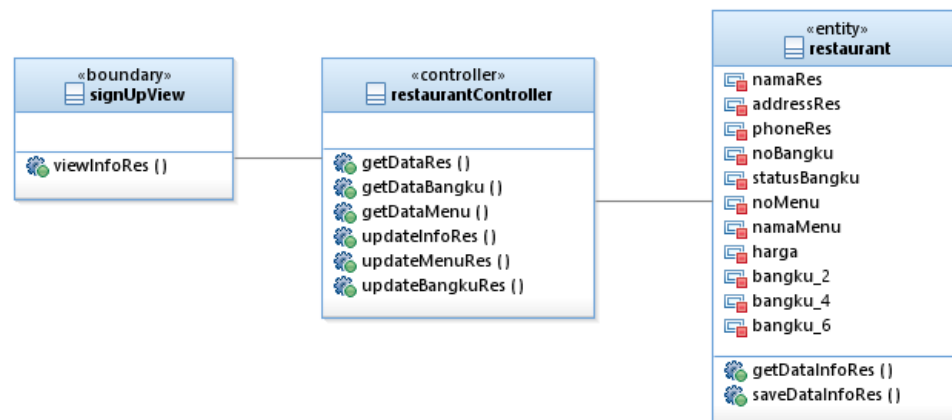 «boundary»
signUpView
viewInfoRes ()
«controller»
restaurantController
getDataRes ()
getDataBangku ()
getDataMenu ()
updateInfoRes ()
updateMenuRes ()
updateBangkuRes ()
«entity»
restaurant
namaRes
addressRes
phoneRes
noBangku
statusBangku
noMenu
namaMenu
harga
bangku_2
bangku_4
bangku_6
getDataInfoRes ()
saveDataInfoRes ()